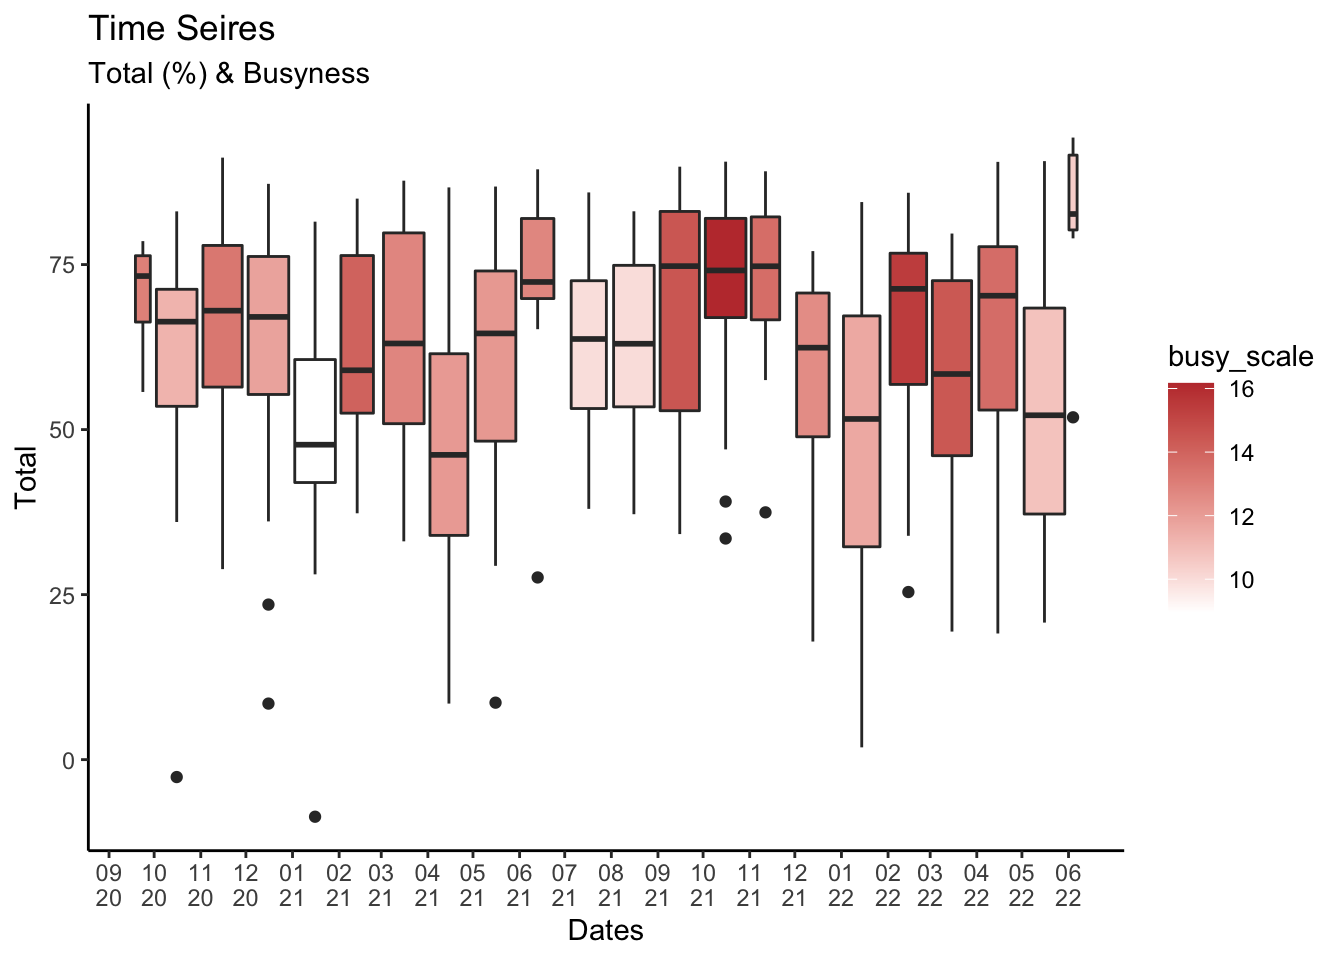 Time Seires
Total (%) & Busyness
Total
75
50
25
0
09 10 11 12 01 02 03 04 05 06 07 08 09 10 11 12 01 02 03 04 05 06
20 20 20 20 21 21 21 21 21 21 21 21 21 21 21 21 22 22 22 22 22 22
Dates
busy_scale
16
14
12
10